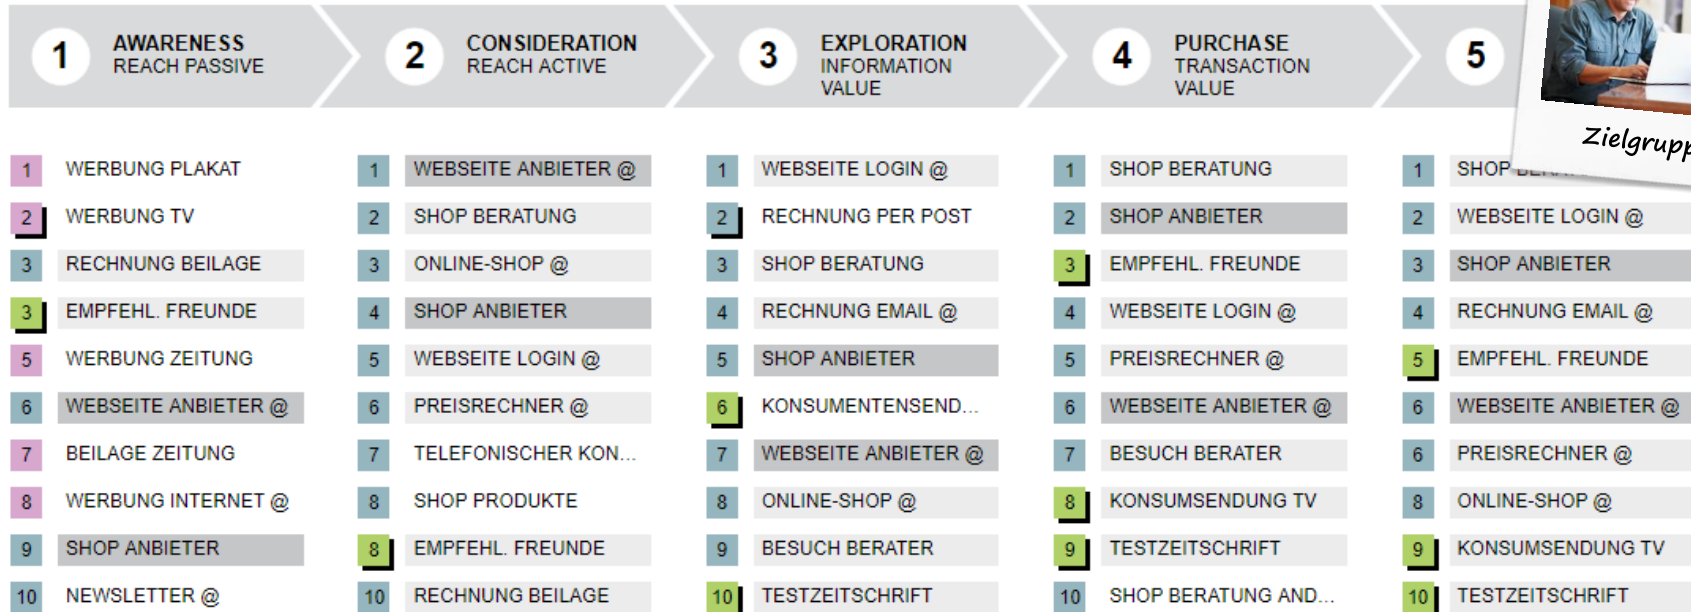 1 AWARENESS
REACH PASSIVE
2 CONSIDERATION
REACH ACTIVE
3 EXPLORATION
INFORMATION
VALUE
4 PURCHASE
TRANSACTION
VALUE
5
1 WERBUNG PLAKAT
2 WERBUNG TV
3 RECHNUNG BEILAGE
3 EMPFEHL. FREUNDE
5 WERBUNG ZEITUNG
6 WEBSEITE ANBIETER @
7 BEILAGE ZEITUNG
8 WERBUNG INTERNET @
9 SHOP ANBIETER
10 NEWSLETTER @
1 WEBSEITE ANBIETER @
2 SHOP BERATUNG
3 ONLINE-SHOP @
4 SHOP ANBIETER
5 WEBSEITE LOGIN @
6 PREISRECHNER @
7 TELEFONISCHER KON...
8 SHOP PRODUKTE
8 EMPFEHL. FREUNDE
10 RECHNUNG BEILAGE
1 WEBSEITE LOGIN @
2 RECHNUNG PER POST
3 SHOP BERATUNG
4 RECHNUNG EMAIL @
5 SHOP ANBIETER
6 KONSUMENTENSEND...
7 WEBSEITE ANBIETER @
8 ONLINE-SHOP @
9 BESUCH BERATER
10 TESTZEITSCHRIFT
1 SHOP BERATUNG
2 SHOP ANBIETER
3 EMPFEHL. FREUNDE
4 WEBSEITE LOGIN @
5 PREISRECHNER @
6 WEBSEITE ANBIETER @
7 BESUCH BERATER
8 KONSUMSENDUNG TV
9 TESTZEITSCHRIFT
10 SHOP BERATUNG AND...
Zielgrupp
1 SHOP
2 WEBSEITE LOGIN @
3 SHOP ANBIETER
4 RECHNUNG EMAIL @
5 EMPFEHL. FREUNDE
6 WEBSEITE ANBIETER @
6 PREISRECHNER @
8 ONLINE-SHOP @
9 KONSUMSENDUNG TV
10 TESTZEITSCHRIFT